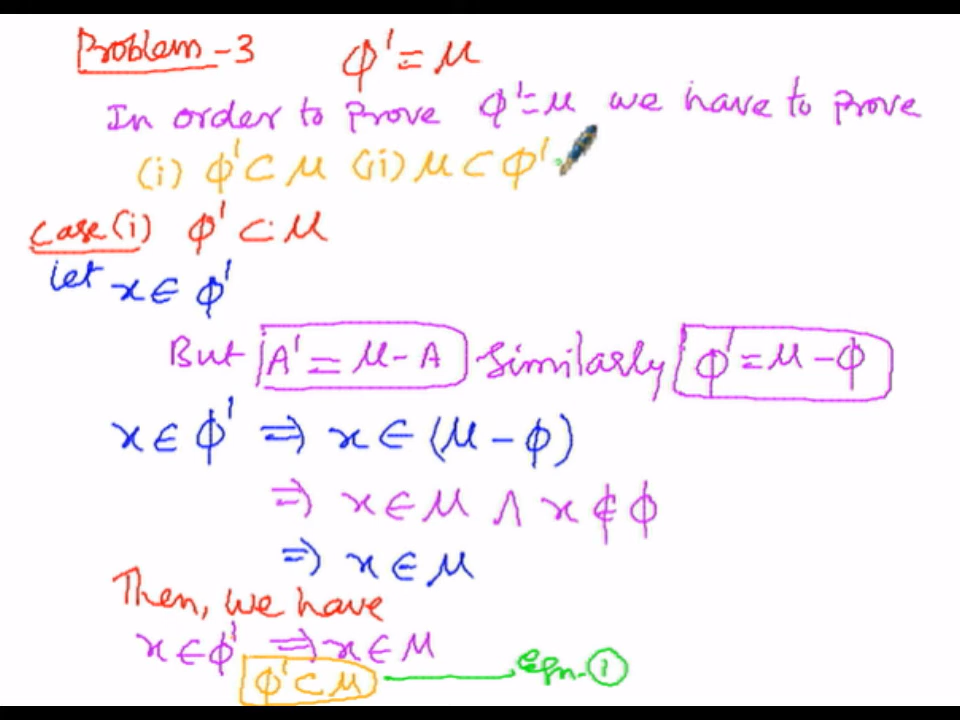 Problem-3 ϕ' = μ
In order to prove ϕ' = μ we have to prove
(i) ϕ' ⊂ μ (ii) μ ⊂ ϕ'.
case(i) ϕ' ⊂ μ
Let x ∈ ϕ'
But A' = μ - A Similarly ϕ' = μ - ϕ
x ∈ ϕ' ⇒ x ∈ (μ - ϕ)
⇒ x ∈ μ ∧ x ∉ ϕ
⇒ x ∈ μ
Then, we have
x ∈ ϕ' ⇒ x ∈ μ
ϕ' ⊂ μ Eqn-①